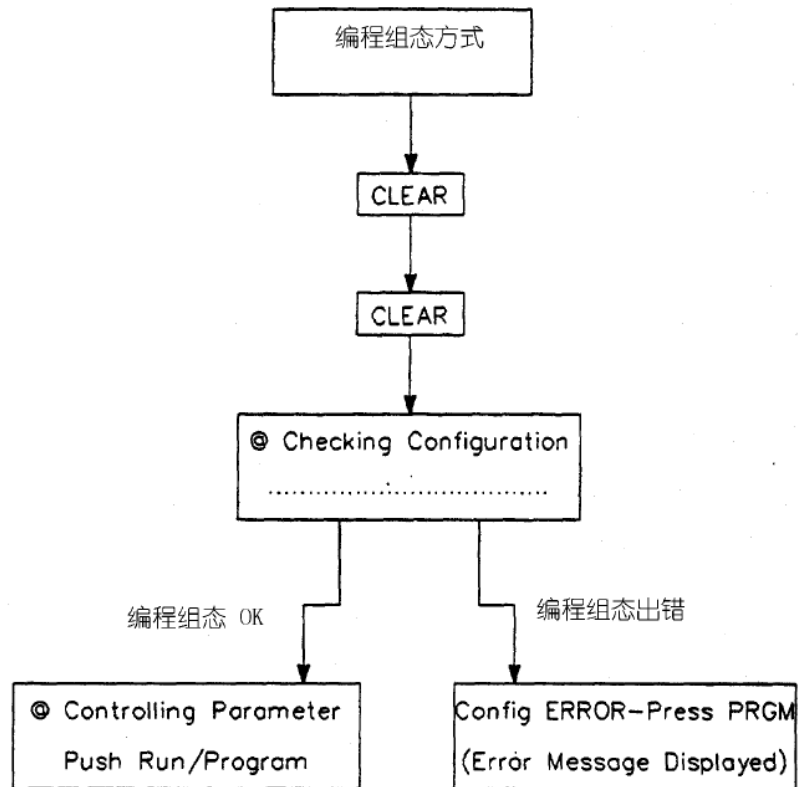 编程组态方式
CLEAR
CLEAR
@ Checking Configuration
编程组态 OK
编程组态出错
@ Controlling Parameter
Push Run/Program
Config ERROR-Press PRGM
(Error Message Displayed)